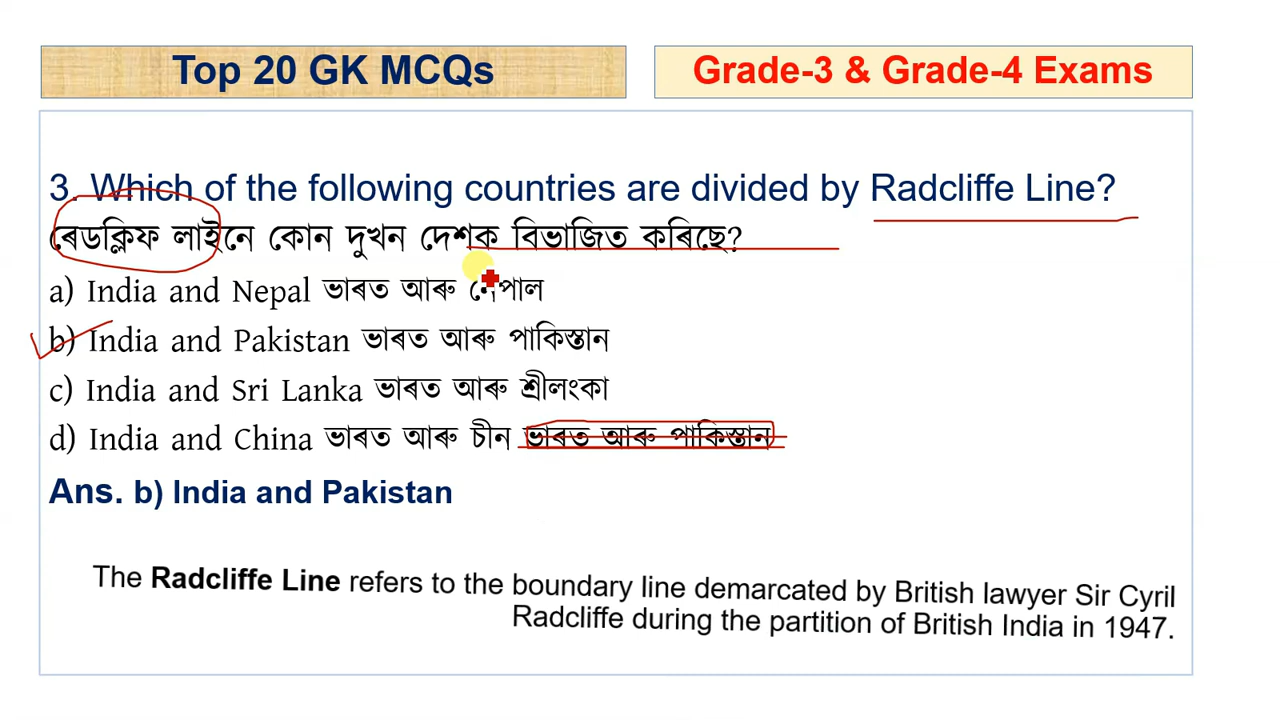 Top 20 GK MCQs
Grade-3 & Grade-4 Exams
3. Which of the following countries are divided by Radcliffe Line?
ৰেডক্লিফ লাইনে কোন দুখন দেশক বিভাজিত কৰিছে?
a) India and Nepal ভাৰত আৰু নেপাল
b) India and Pakistan ভাৰত আৰু পাকিস্তান
c) India and Sri Lanka ভাৰত আৰু শ্ৰীলংকা
d) India and China ভাৰত আৰু চীন ভাৰত আৰু পাকিস্তান
Ans. b) India and Pakistan
The Radcliffe Line refers to the boundary line demarcated by British lawyer Sir Cyril
Radcliffe during the partition of British India in 1947.